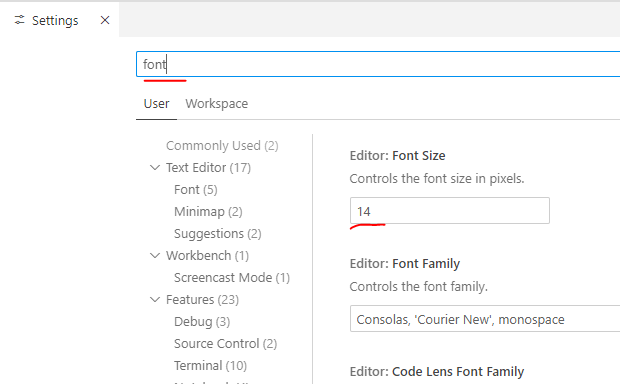 Settings
font
User Workspace
Commonly Used (2)
Text Editor (17)
Font (5)
Minimap (2)
Suggestions (2)
Workbench (1)
Screencast Mode (1)
Features (23)
Debug (3)
Source Control (2)
Terminal (10)
Editor: Font Size
Controls the font size in pixels.
14
Editor: Font Family
Controls the font family.
Consolas, 'Courier New', monospace
Editor: Code Lens Font Family